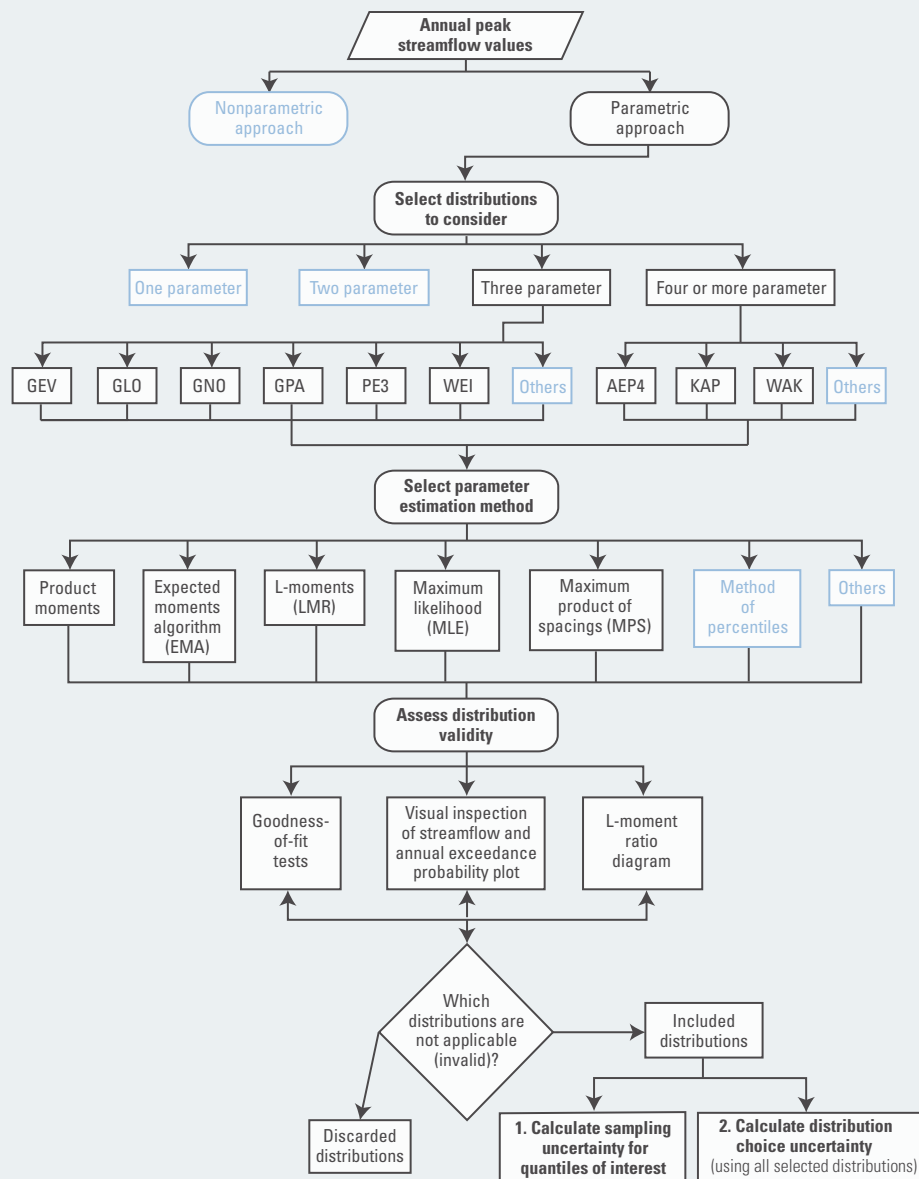 Annual peak
streamflow values
Nonparametric
approach
Parametric
approach
Select distributions
to consider
One parameter
Two parameter
Three parameter
Four or more parameter
GEV
GLO
GNO
GPA
PE3
WEI
Others
AEP4
KAP
WAK
Others
Select parameter
estimation method
Product
moments
Expected
moments
algorithm
(EMA)
L-moments
(LMR)
Maximum
likelihood
(MLE)
Maximum
product of
spacings (MPS)
Method
of
percentiles
Others
Assess distribution
validity
Goodness-
of-fit
tests
Visual inspection
of streamflow and
annual exceedance
probability plot
L-moment
ratio
diagram
Which
distributions are
not applicable
(invalid)?
Included
distributions
Discarded
distributions
1. Calculate sampling
uncertainty for
quantiles of interest
2. Calculate distribution
choice uncertainty
(using all selected distributions)